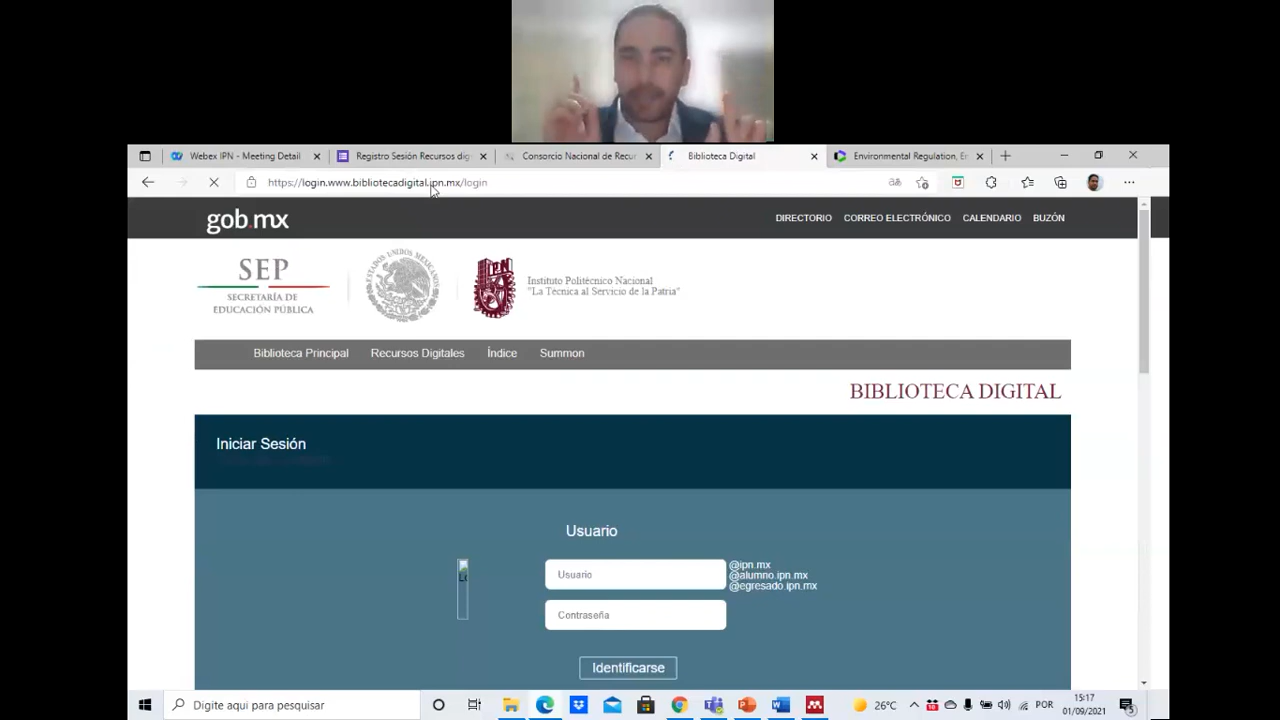 Webex IPN - Meeting Detail
Registro Sesión Recursos dig
Consorcio Nacional de Recur
Biblioteca Digital
Environmental Regulation, E
https://login.www.bibliotecadigital.ipn.mx/login
gob.mx
DIRECTORIO CORREO ELECTRÓNICO CALENDARIO BUZÓN
SEP
SECRETARÍA DE
EDUCACIÓN PÚBLICA
ESTADOS UNIDOS MEXICANOS
IPN
Instituto Politécnico Nacional
"La Técnica al Servicio de la Patria"
Biblioteca Principal Recursos Digitales Índice Summon
BIBLIOTECA DIGITAL
Iniciar Sesión
Usuario
Usuario
@ipn.mx
@alumno.ipn.mx
@egresado.ipn.mx
Contraseña
Identificarse
Digite aqui para pesquisar
26°C
POR
15:17
01/09/2021